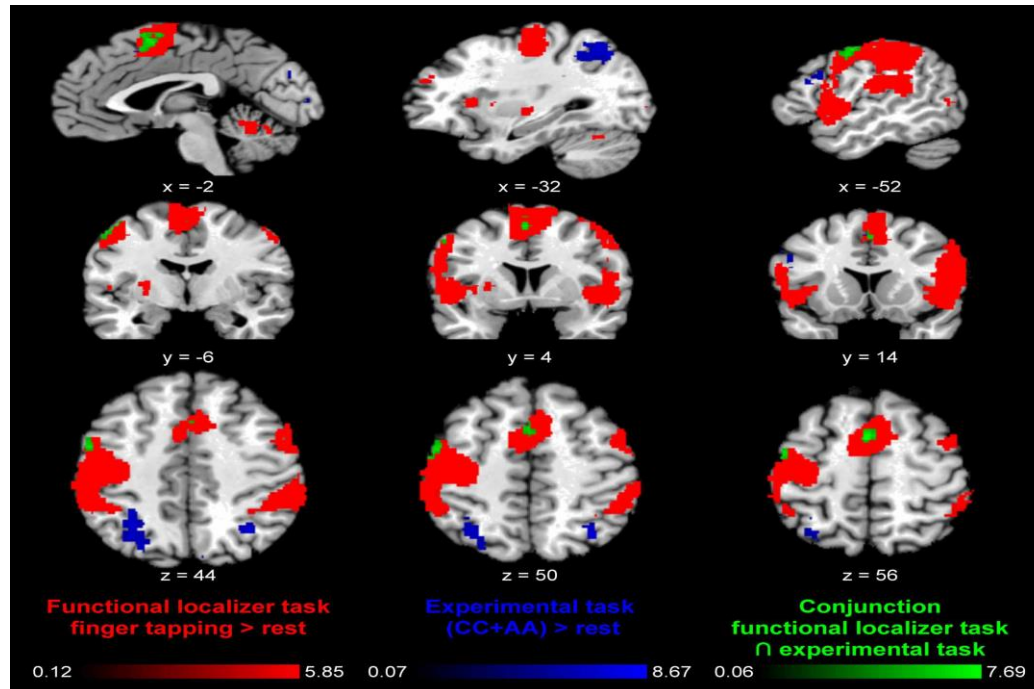 x = -2
x = -32
x = -52
y = -6
y = 4
y = 14
z = 44
z = 50
z = 56
Functional localizer task
finger tapping > rest
Experimental task
(CC+AA) > rest
Conjunction
functional localizer task
∩ experimental task
0.12
5.85
0.07
8.67
0.06
7.69